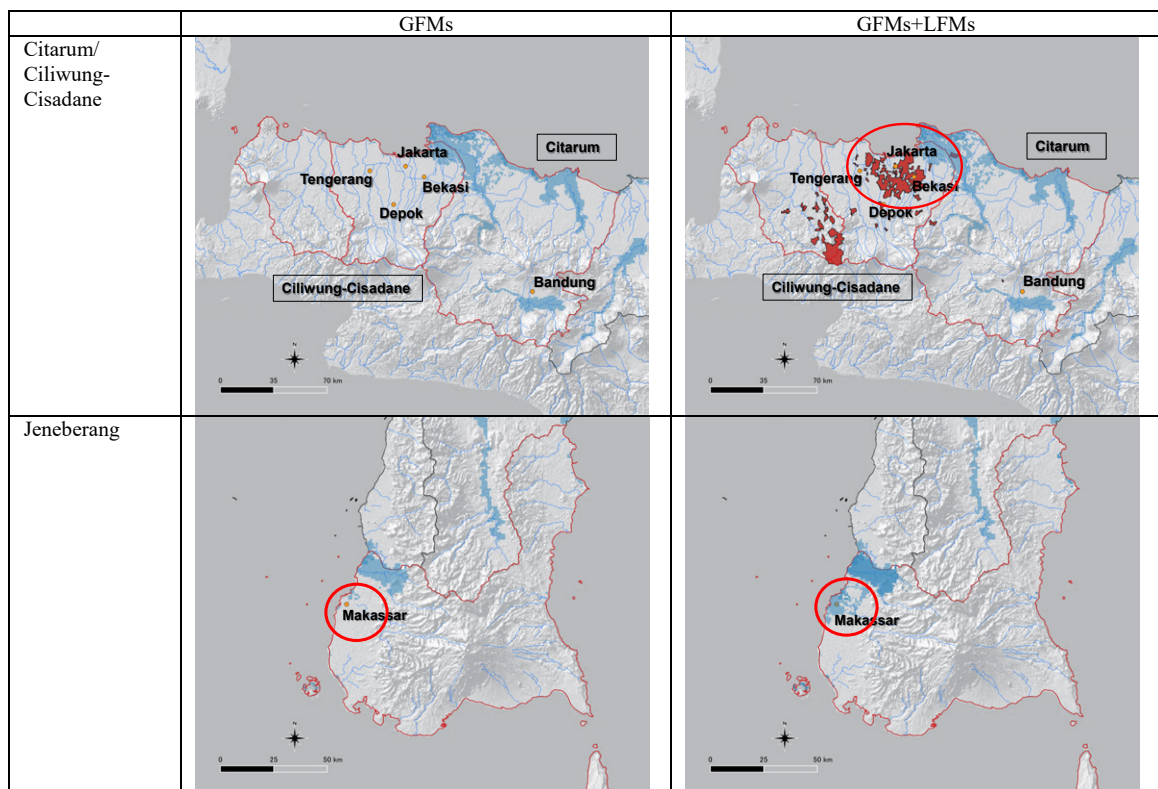 GFMs
GFMs+LFMs
Citarum/
Ciliwung-
Cisadane
Jakarta
Citarum
Tengerang
Bekasi
Depok
Ciliwung-Cisadane
Bandung
0 35 70 km
Jakarta
Citarum
Tengerang
Bekasi
Depok
Ciliwung-Cisadane
Bandung
0 35 70 km
Jeneberang
Makassar
0 25 50 km
Makassar
0 25 50 km